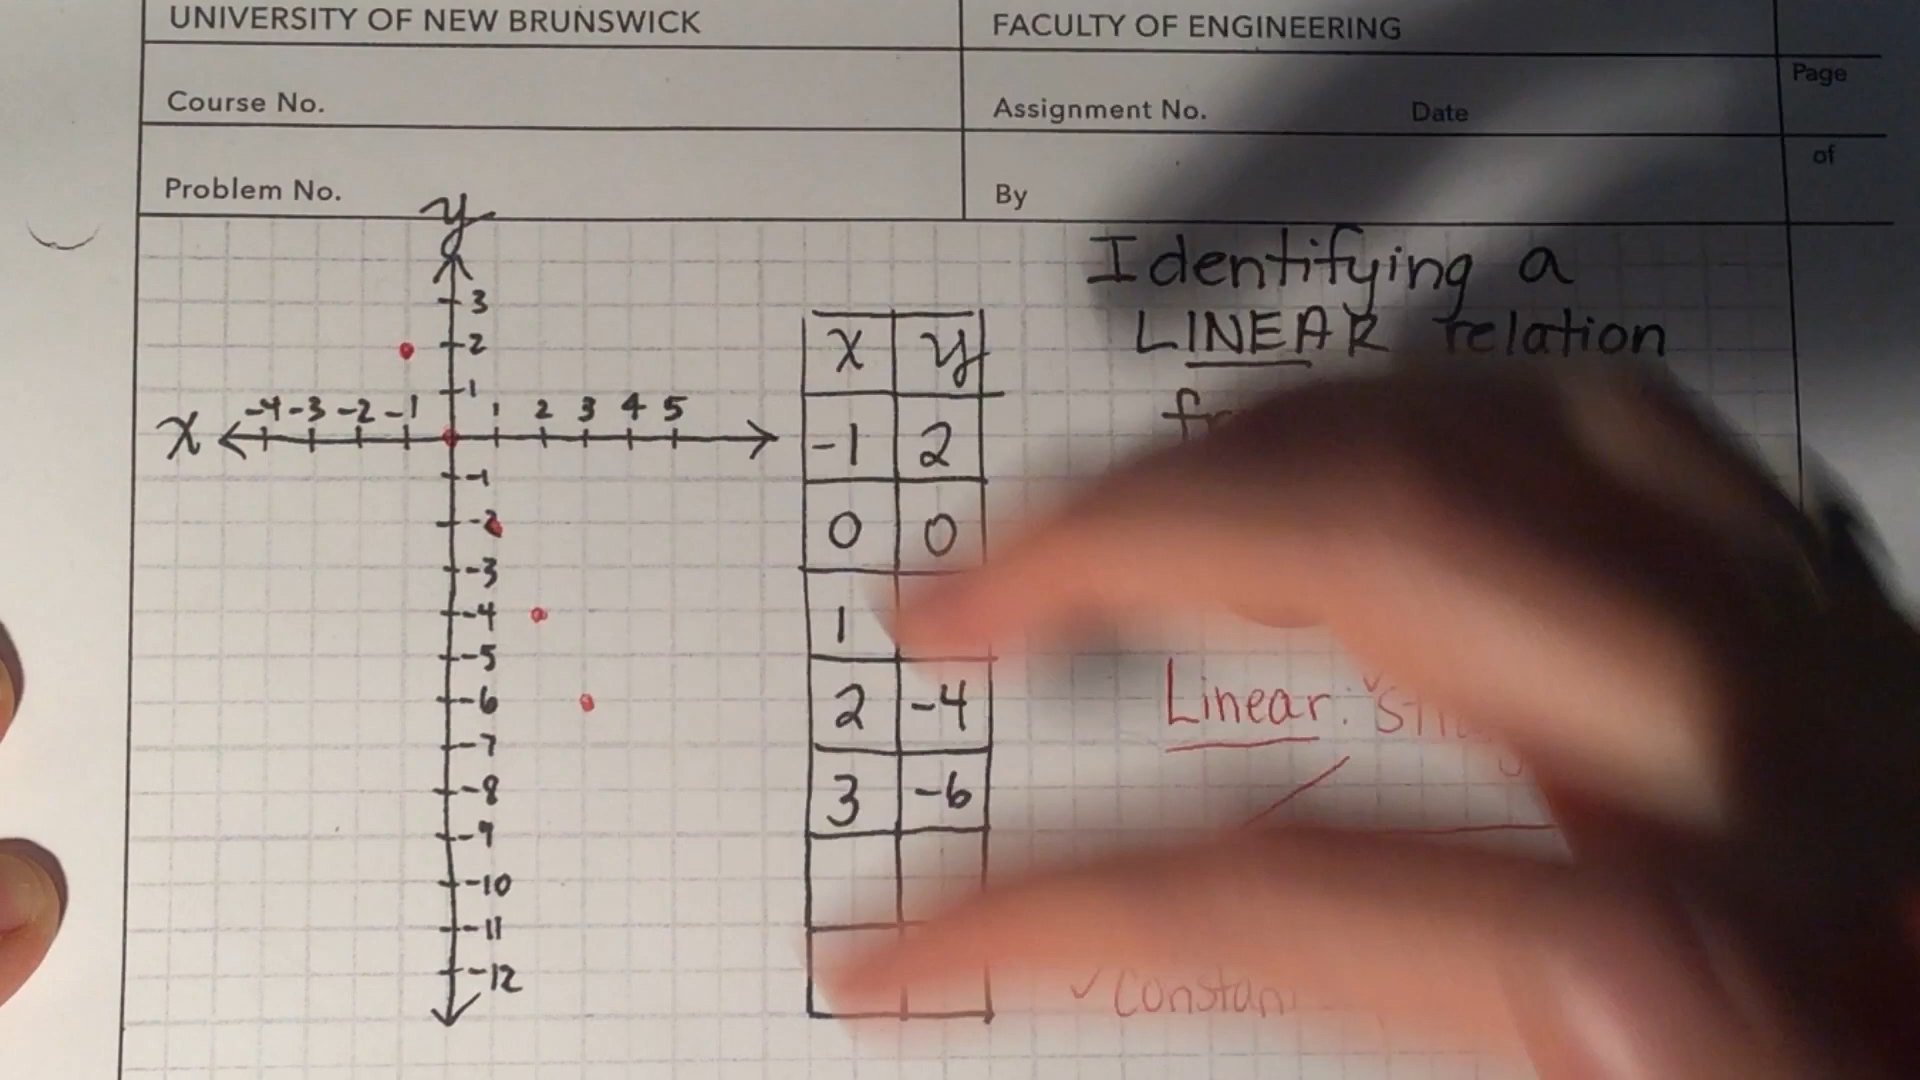 UNIVERSITY OF NEW BRUNSWICK
FACULTY OF ENGINEERING
Page
Course No.
Assignment No.
Date
of
Problem No.
By
y
3
2
1
x
-4 -3 -2 -1 1 2 3 4 5
-1
-2
-3
-4
-5
-6
-7
-8
-9
-10
-11
-12
x y
-1 2
0 0
1
2 -4
3 -6
Identifying a
LINEAR relation
Linear:
✓